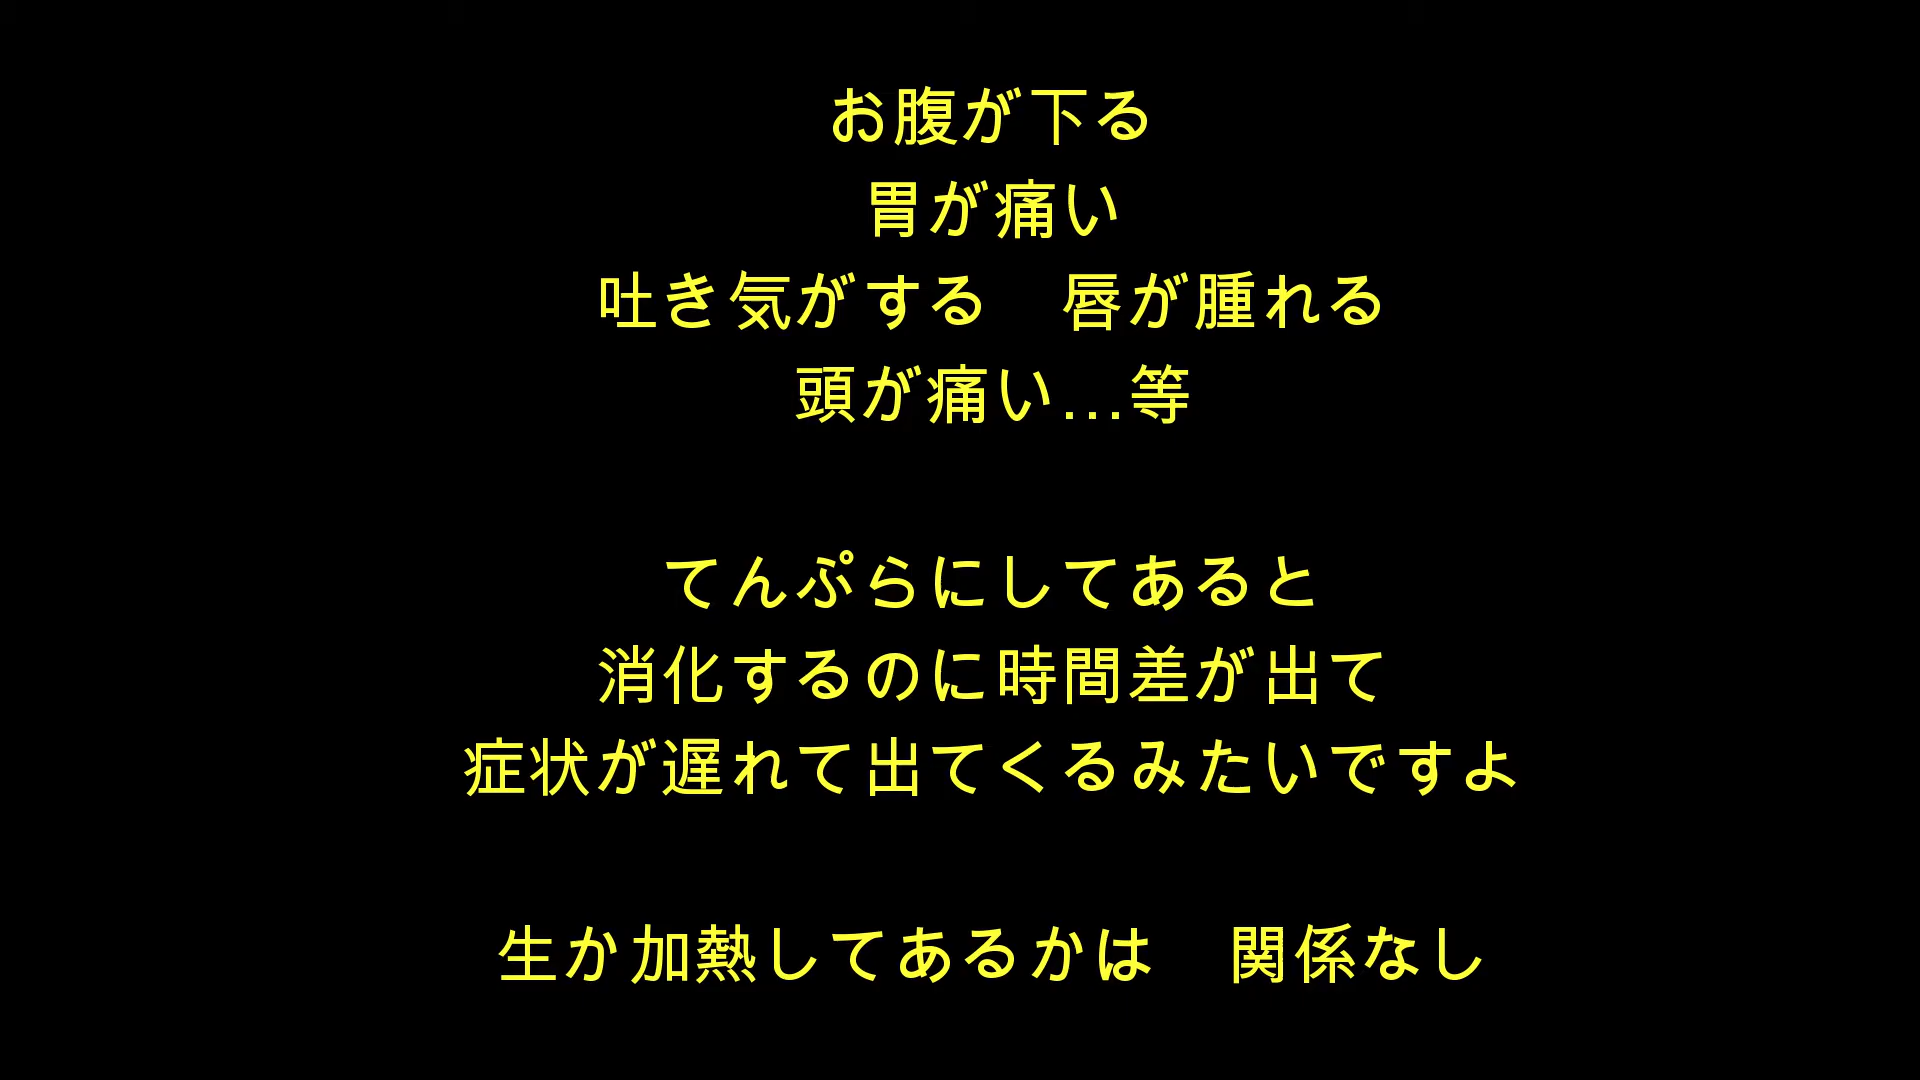 お腹が下る
胃が痛い
吐き気がする　唇が腫れる
頭が痛い…等
てんぷらにしてあると
消化するのに時間差が出て
症状が遅れて出てくるみたいですよ
生か加熱してあるかは　関係なし